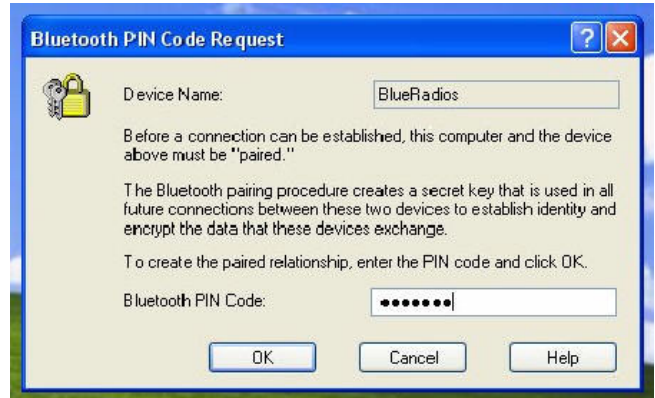 Bluetooth PIN Code Request
Device Name: BlueRadios
Before a connection can be established, this computer and the device
above must be "paired."
The Bluetooth pairing procedure creates a secret key that is used in all
future connections between these two devices to establish identity and
encrypt the data that these devices exchange.
To create the paired relationship, enter the PIN code and click OK.
Bluetooth PIN Code: •••••••
OK Cancel Help